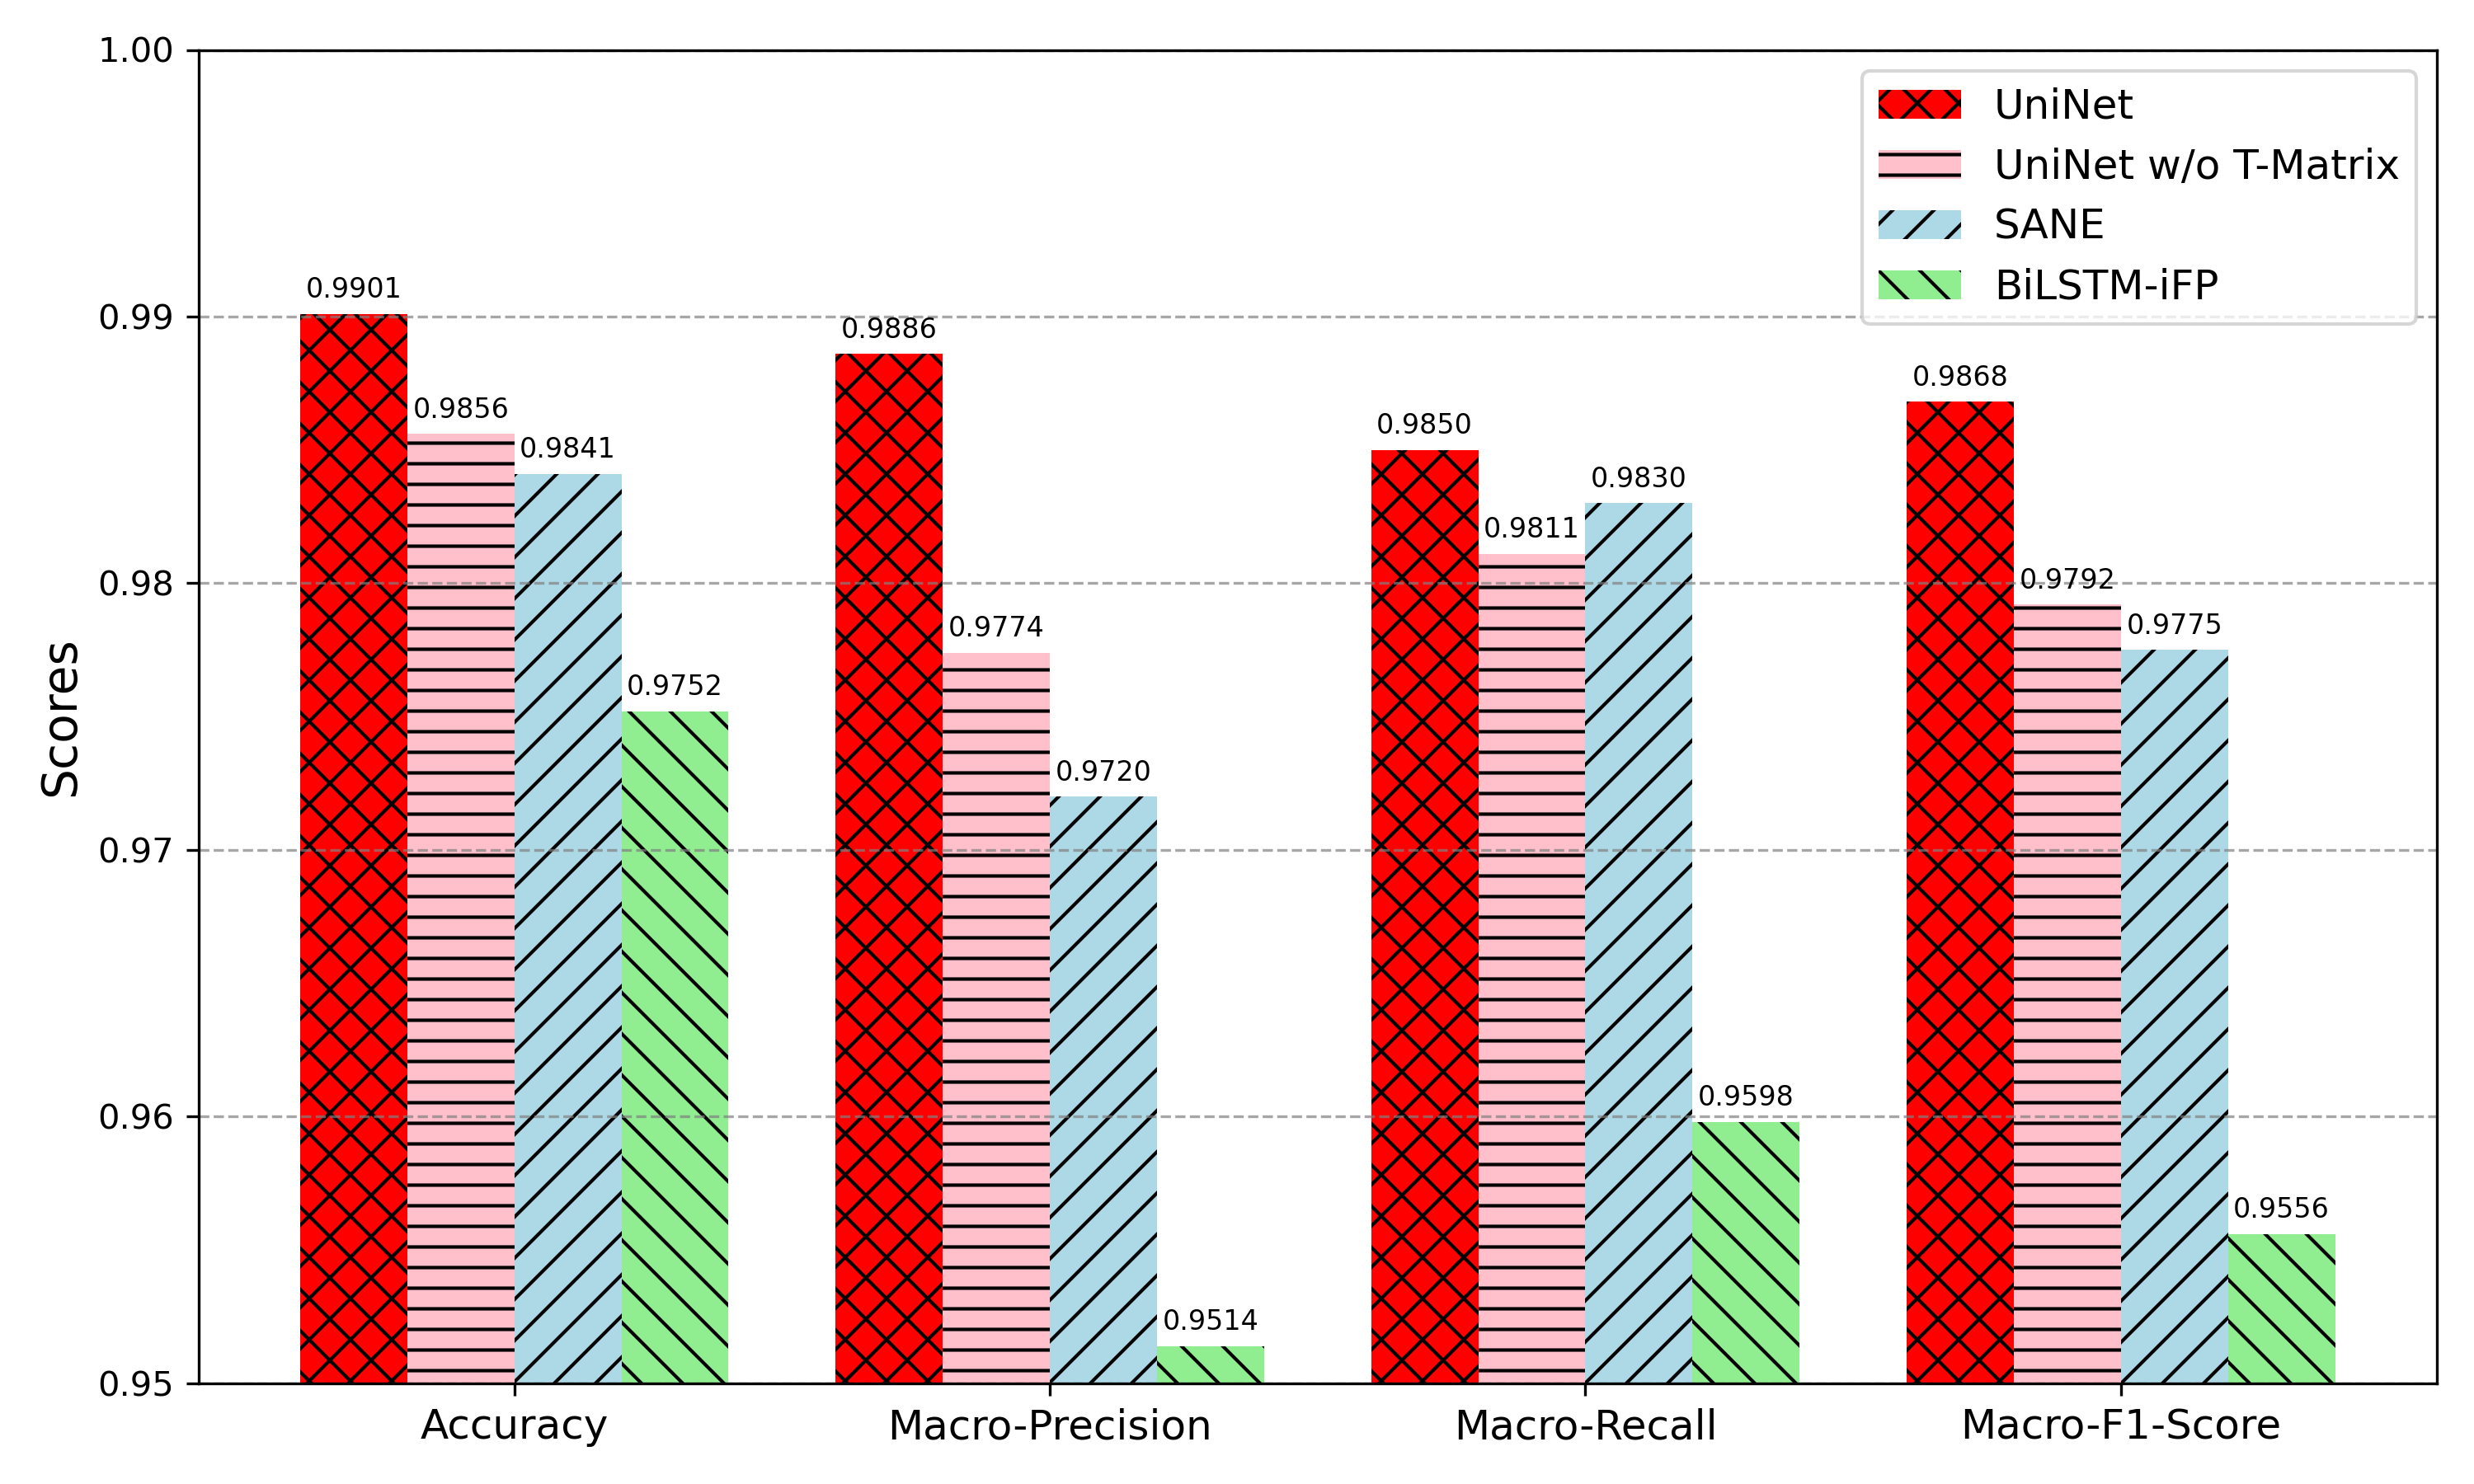 1.00
0.99
0.98
0.97
0.96
0.95
Scores
UniNet
UniNet w/o T-Matrix
SANE
BiLSTM-iFP
0.9901
0.9856
0.9841
0.9752
0.9886
0.9774
0.9720
0.9514
0.9850
0.9811
0.9830
0.9598
0.9868
0.9792
0.9775
0.9556
Accuracy
Macro-Precision
Macro-Recall
Macro-F1-Score